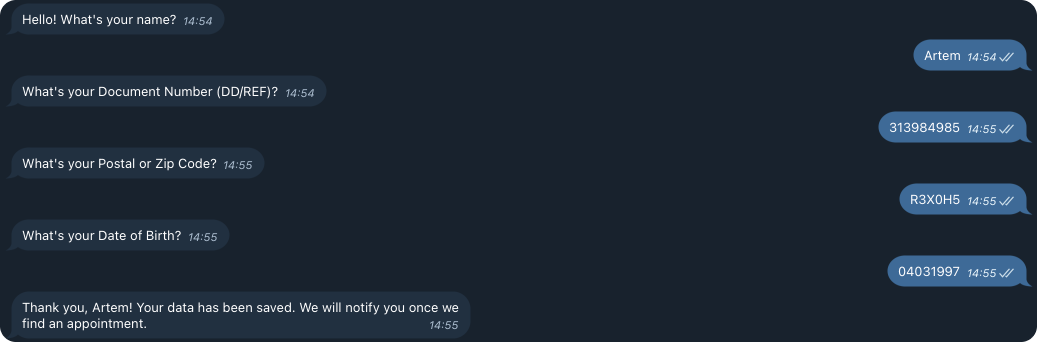 Hello! What's your name? 14:54
Artem 14:54
What's your Document Number (DD/REF)? 14:54
313984985 14:55
What's your Postal or Zip Code? 14:55
R3X0H5 14:55
What's your Date of Birth? 14:55
04031997 14:55
Thank you, Artem! Your data has been saved. We will notify you once we
find an appointment. 14:55